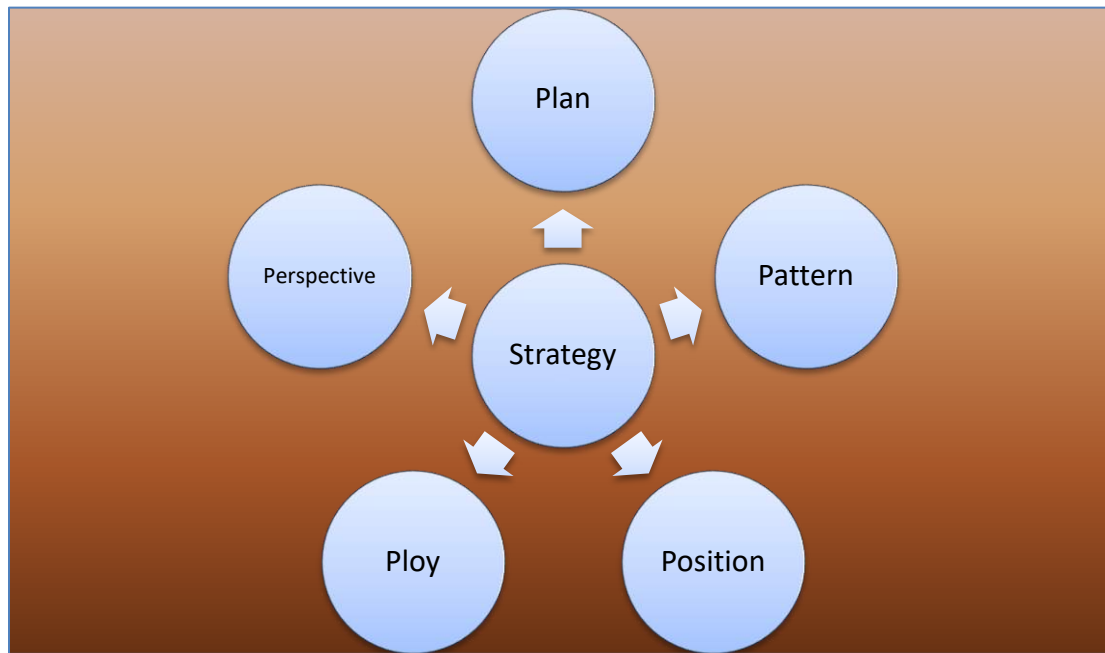 Plan
Perspective
Pattern
Strategy
Ploy
Position